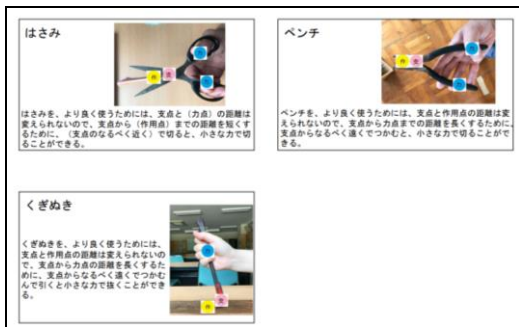 はさみ
作
支
力
力
はさみを、より良く使うためには、支点と（力点）の距離は
変えられないので、支点から（作用点）までの距離を短くす
るために、（支点のなるべく近く）で切ると、小さな力で切
ることができる。
ペンチ
作
支
力
力
ペンチを、より良く使うためには、支点と作用点の距離は変
えられないので、支点から力点までの距離を長くするために、
支点からなるべく遠くでつかむと、小さな力で切ることがで
きる。
くぎぬき
力
支
作
くぎぬきを、より良く使うためには、
支点と作用点の距離は変えられないの
で、支点から力点の距離を長くするた
めに、支点からなるべく遠くでつかむ
んで引くと小さな力で抜くことができ
る。